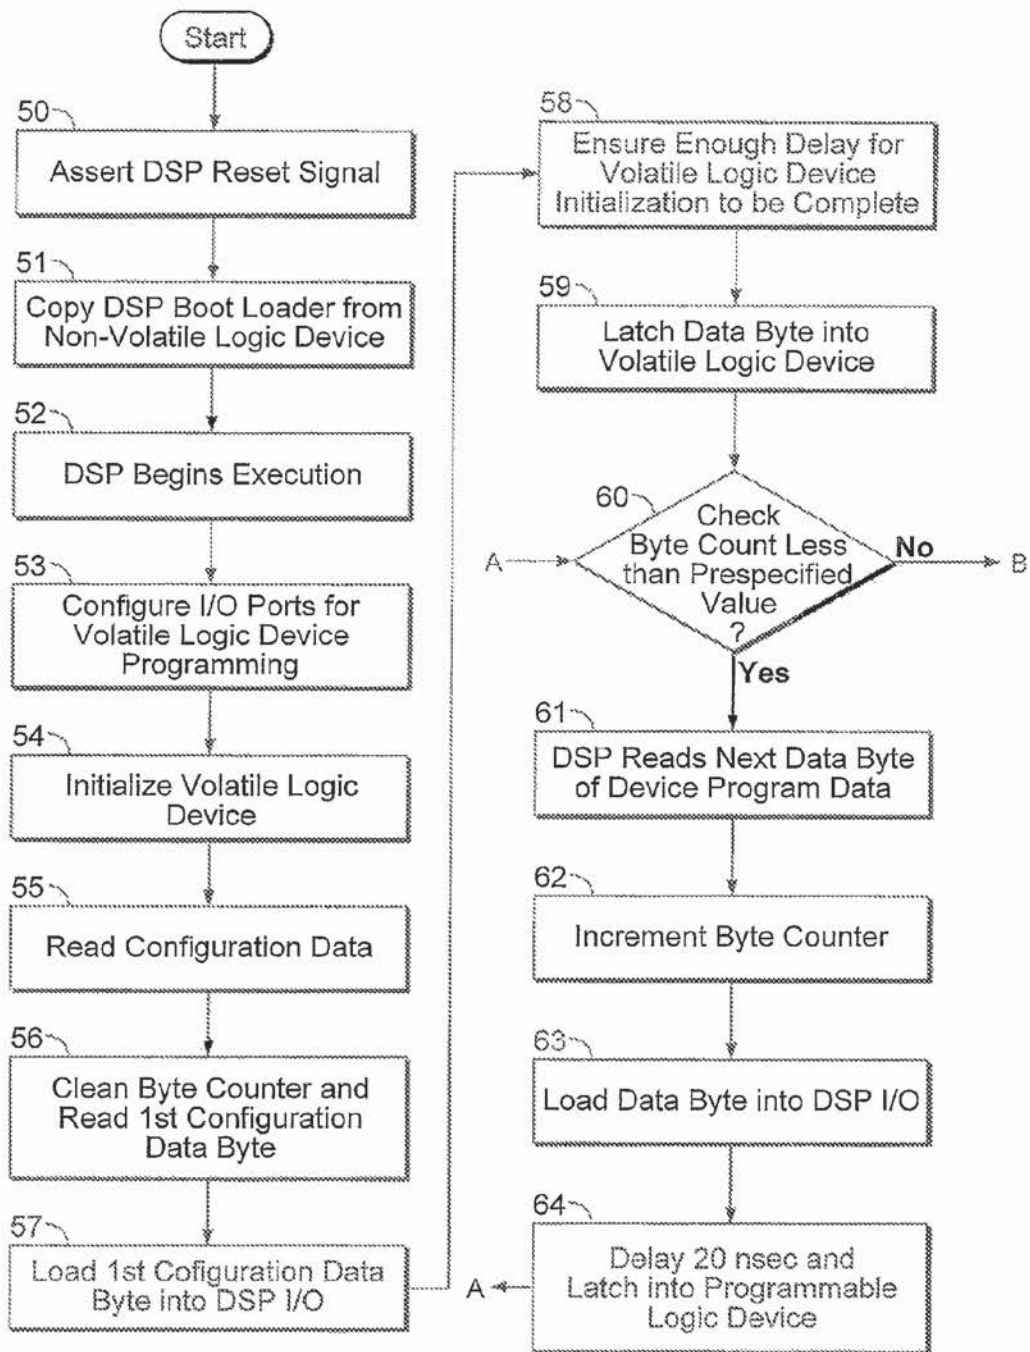 Start
50
Assert DSP Reset Signal
51
Copy DSP Boot Loader from
Non-Volatile Logic Device
52
DSP Begins Execution
53
Configure I/O Ports for
Volatile Logic Device
Programming
54
Initialize Volatile Logic
Device
55
Read Configuration Data
56
Clean Byte Counter and
Read 1st Configuration
Data Byte
57
Load 1st Cofiguration Data
Byte into DSP I/O
58
Ensure Enough Delay for
Volatile Logic Device
Initialization to be Complete
59
Latch Data Byte into
Volatile Logic Device
60
A
Check
Byte Count Less
than Prespecified
Value
?
No
B
Yes
61
DSP Reads Next Data Byte
of Device Program Data
62
Increment Byte Counter
63
Load Data Byte into DSP I/O
64
Delay 20 nsec and
Latch into Programmable
Logic Device
A